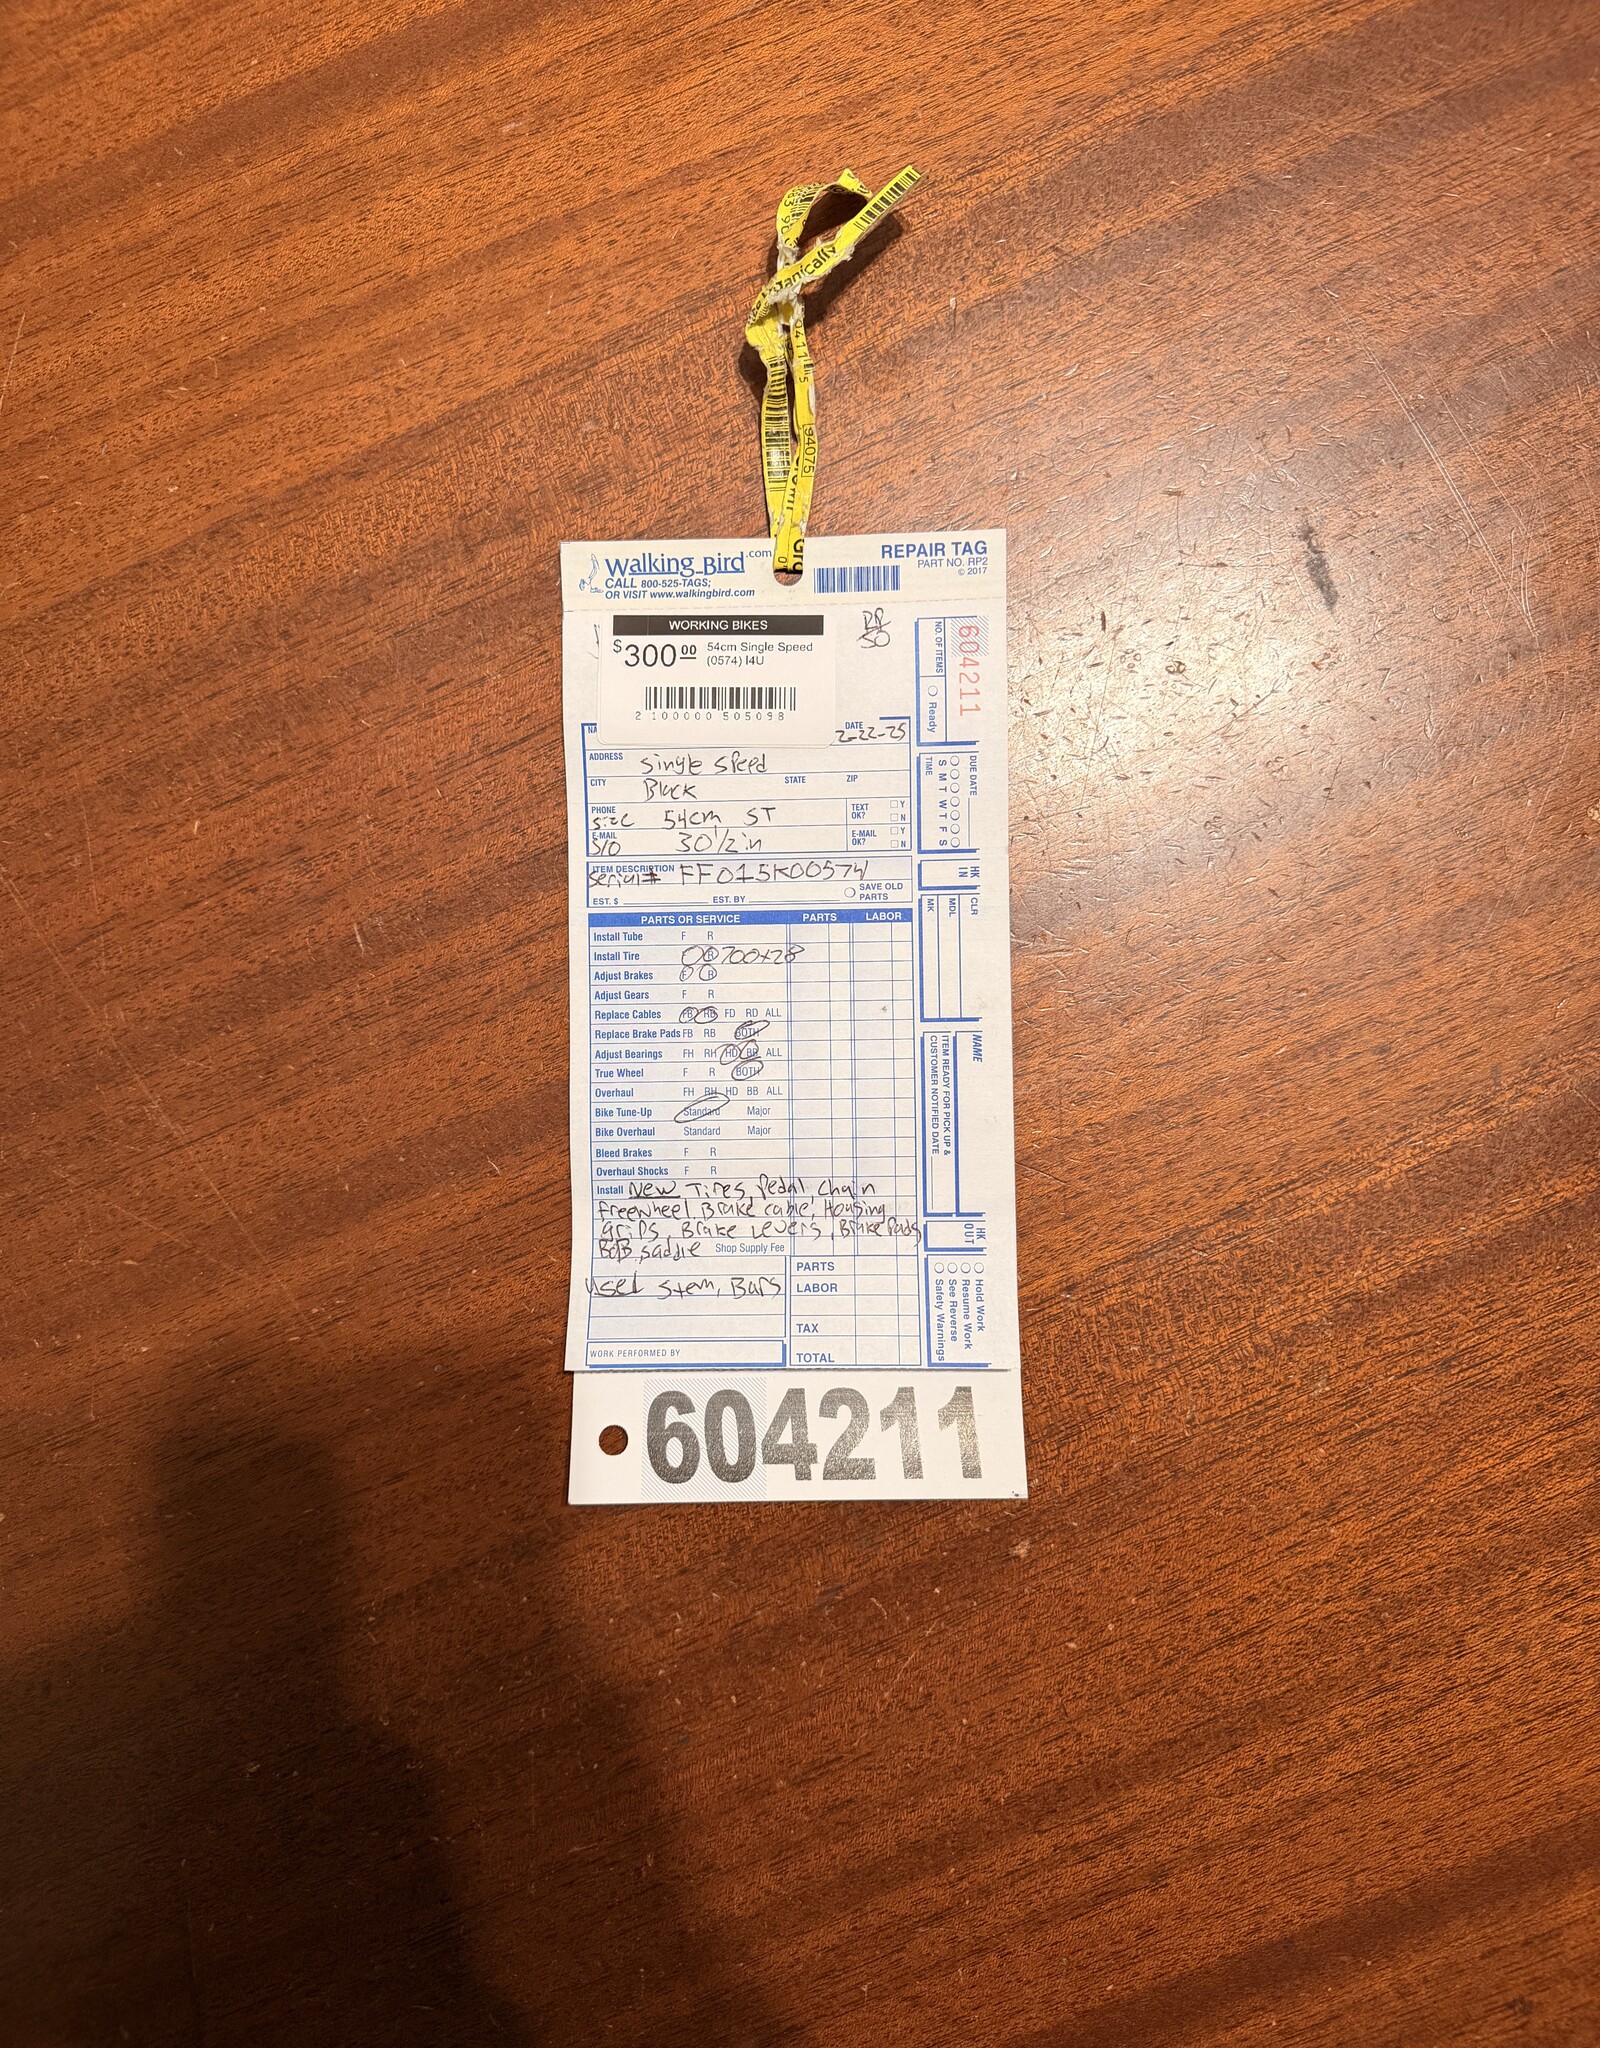 94075
Walking Bird.com
CALL 800-525-TAGS;
OR VISIT www.walkingbird.com
REPAIR TAG
PART NO. RP2
© 2017
WORKING BIKES
$300.00 54cm Single Speed
(0574) I4U
2 100000 505098
50
604211
NO. OF ITEMS
Ready
DATE 2-22-25
ADDRESS Single Speed
CITY Black STATE ZIP
PHONE Size 54cm ST TEXT OK? Y N
E-MAIL S/O 30 1/2 in E-MAIL OK? Y N
ITEM DESCRIPTION Serial# FF015K00574
EST. $ EST. BY SAVE OLD PARTS
DUE DATE
S M T W T F S
TIME
HK IN
CLR
MDL
MK
PARTS OR SERVICE PARTS LABOR
Install Tube F R
Install Tire R 700x28
Adjust Brakes F R
Adjust Gears F R
Replace Cables FB RB FD RD ALL
Replace Brake Pads FB RB BOTH
Adjust Bearings FH RH HD BB ALL
True Wheel F R BOTH
Overhaul FH RH HD BB ALL
Bike Tune-Up Standard Major
Bike Overhaul Standard Major
Bleed Brakes F R
Overhaul Shocks F R
Install New Tires, Pedal, Chain
freewheel, Brake cable, Housing
grips, Brake Levers, Brake Pads
saddle Shop Supply Fee
Used Stem, Bars
PARTS
LABOR
TAX
TOTAL
WORK PERFORMED BY
NAME
ITEM READY FOR PICK UP &
CUSTOMER NOTIFIED DATE
HK OUT
Hold Work
Resume Work
See Reverse
Safety Warnings
604211